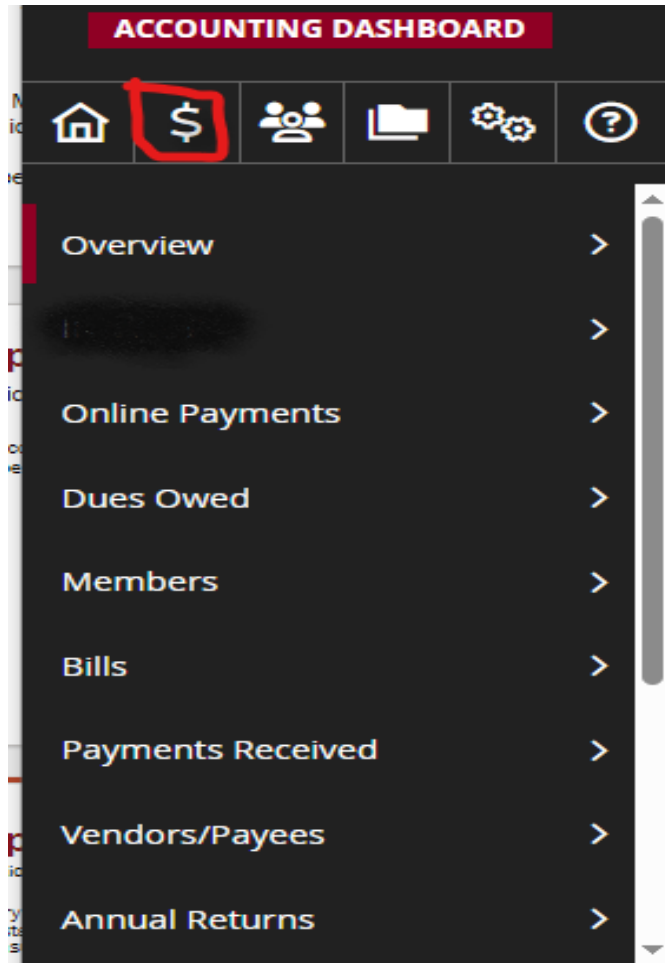 ACCOUNTING DASHBOARD
$
?
Overview
Online Payments
Dues Owed
Members
Bills
Payments Received
Vendors/Payees
Annual Returns